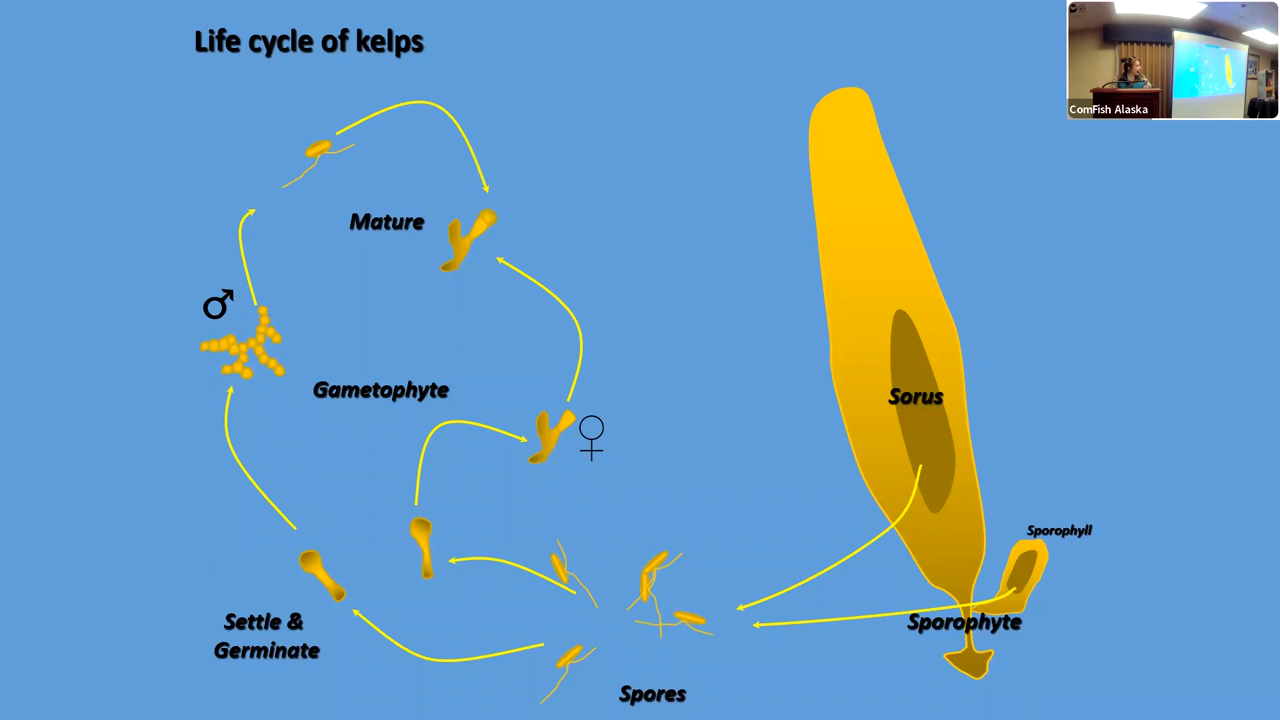 Life cycle of kelps
ComFish Alaska
Mature
♂
Gametophyte
Sorus
♀
Sporophyll
Settle &
Germinate
Sporophyte
Spores